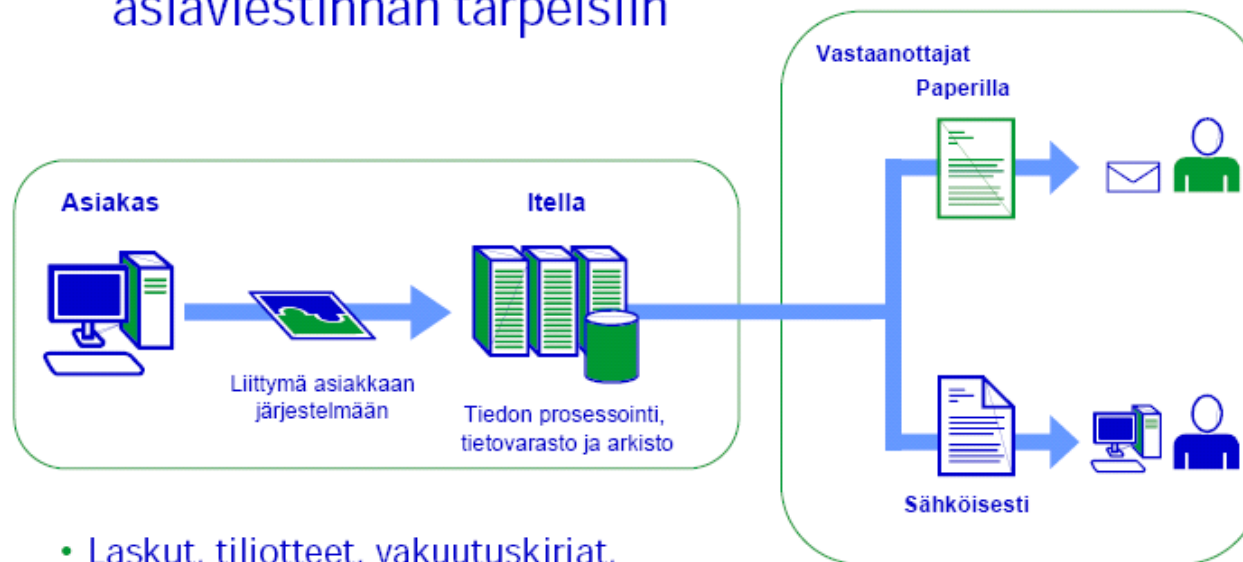 asiaviestinnän tarpeisiin
Vastaanottajat
Paperilla
Asiakas
Itella
Liittymä asiakkaan
järjestelmään
Tiedon prosessointi,
tietovarasto ja arkisto
Sähköisesti
• Laskut, tiliotteet, vakuutuskirjat,